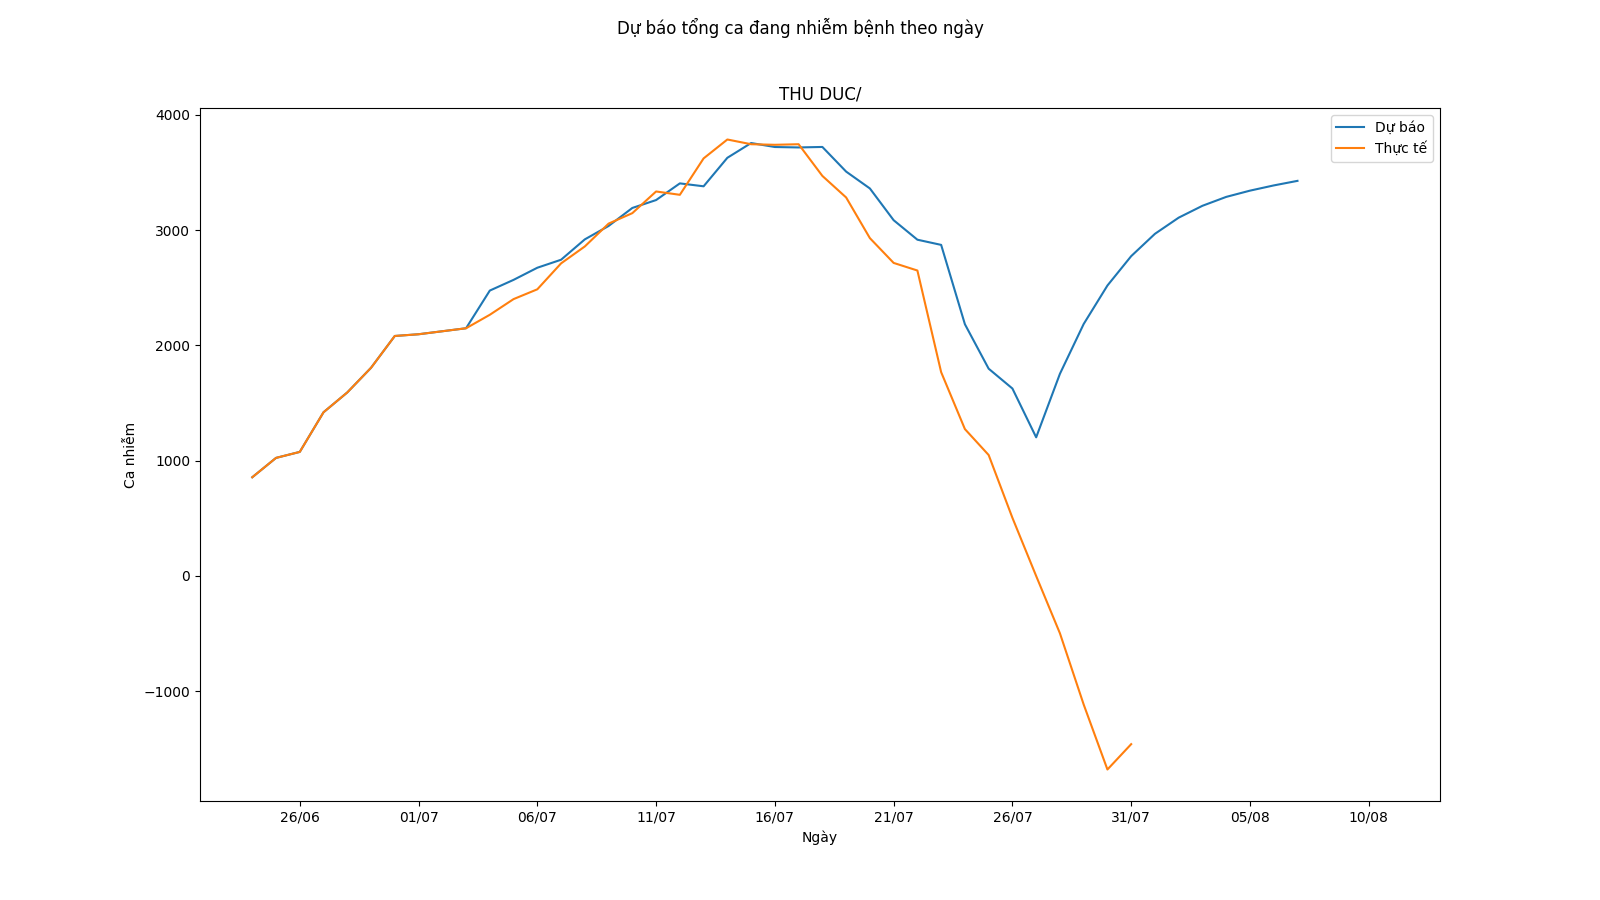 Dự báo tổng ca đang nhiễm bệnh theo ngày
THU DUC/
Dự báo
Thực tế
4000
3000
2000
1000
0
−1000
Ca nhiễm
26/06 01/07 06/07 11/07 16/07 21/07 26/07 31/07 05/08 10/08
Ngày